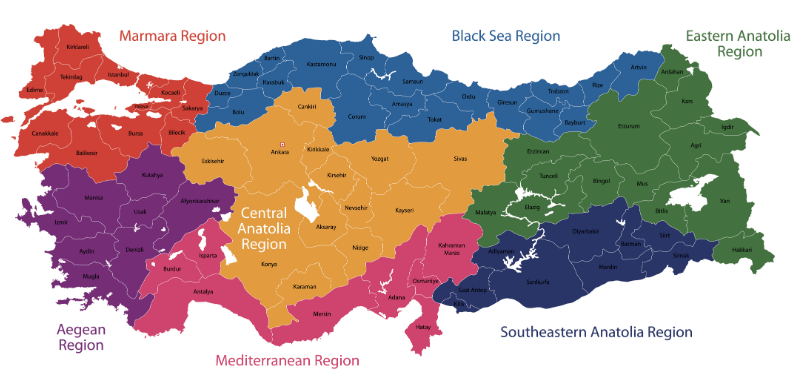 Marmara Region
Black Sea Region
Eastern Anatolia
Region
Kirklareli
Edirne
Tekirdag
Istanbul
Kocaeli
Sakarya
Canakkale
Balikesir
Bursa
Bilecik
Duzce
Bolu
Zonguldak
Bartin
Karabuk
Kastamonu
Sinop
Samsun
Corum
Amasya
Tokat
Ordu
Giresun
Gumushane
Trabzon
Bayburt
Rize
Artvin
Ardahan
Kars
Igdir
Agri
Erzurum
Erzincan
Tunceli
Bingol
Mus
Elazig
Malatya
Bitlis
Van
Hakkari
Cankiri
Ankara
Kirikkale
Eskisehir
Yozgat
Sivas
Kirsehir
Nevsehir
Kayseri
Aksaray
Nigde
Konya
Karaman
Central
Anatolia
Region
Kutahya
Manisa
Usak
Afyonkarahisar
Izmir
Aydin
Denizli
Mugla
Burdur
Isparta
Antalya
Mersin
Adana
Osmaniye
Kahraman
Maras
Hatay
Adiyaman
Gazi Antep
Sanliurfa
Diyarbakir
Mardin
Batman
Siirt
Sirnak
Aegean
Region
Mediterranean Region
Southeastern Anatolia Region